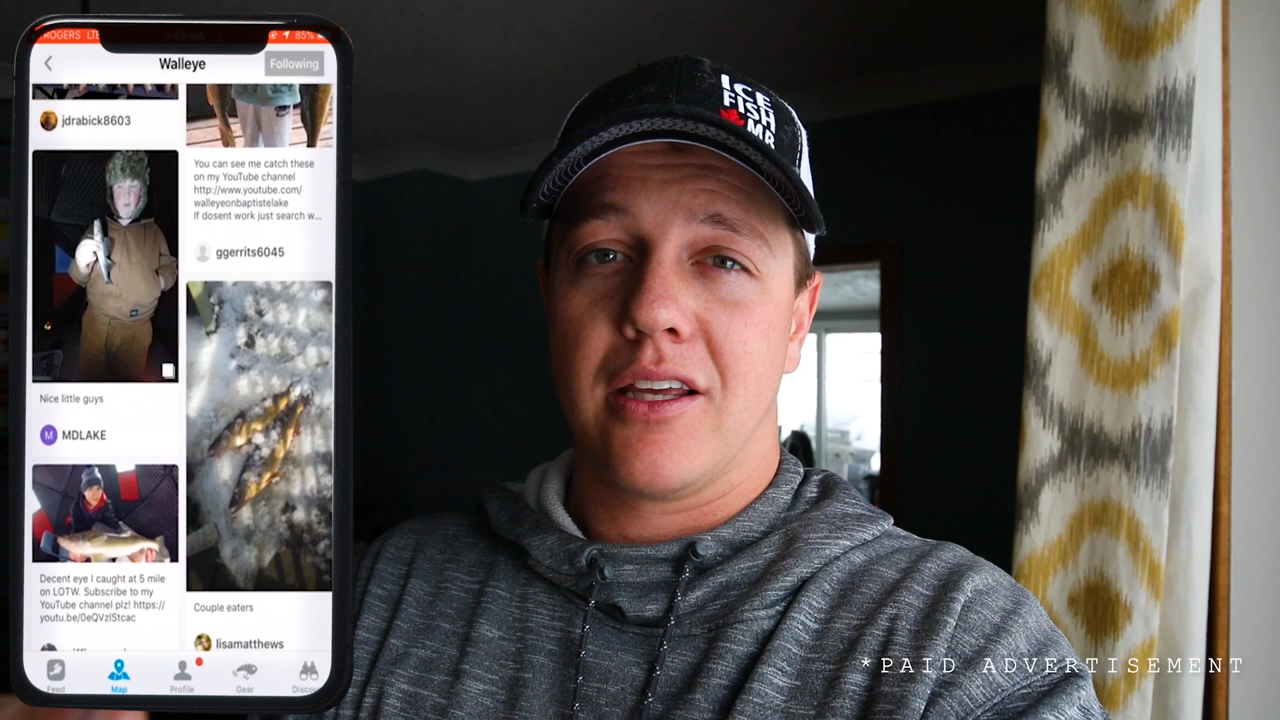 ROGERS LTE
85%
Walleye
Following
jdrabick8603
You can see me catch these
on my YouTube channel
http://www.youtube.com/
walleyeonbaptistelake
If dosent work just search w...
ggerrits6045
Nice little guys
M MDLAKE
Decent eye I caught at 5 mile
on LOTW. Subscribe to my
YouTube channel plz! https://
youtu.be/0eQVzlStcac
Couple eaters
lisamatthews
Feed
Map
Profile
Gear
ICE
FISH
MB
*PAID ADVERTISEMENT